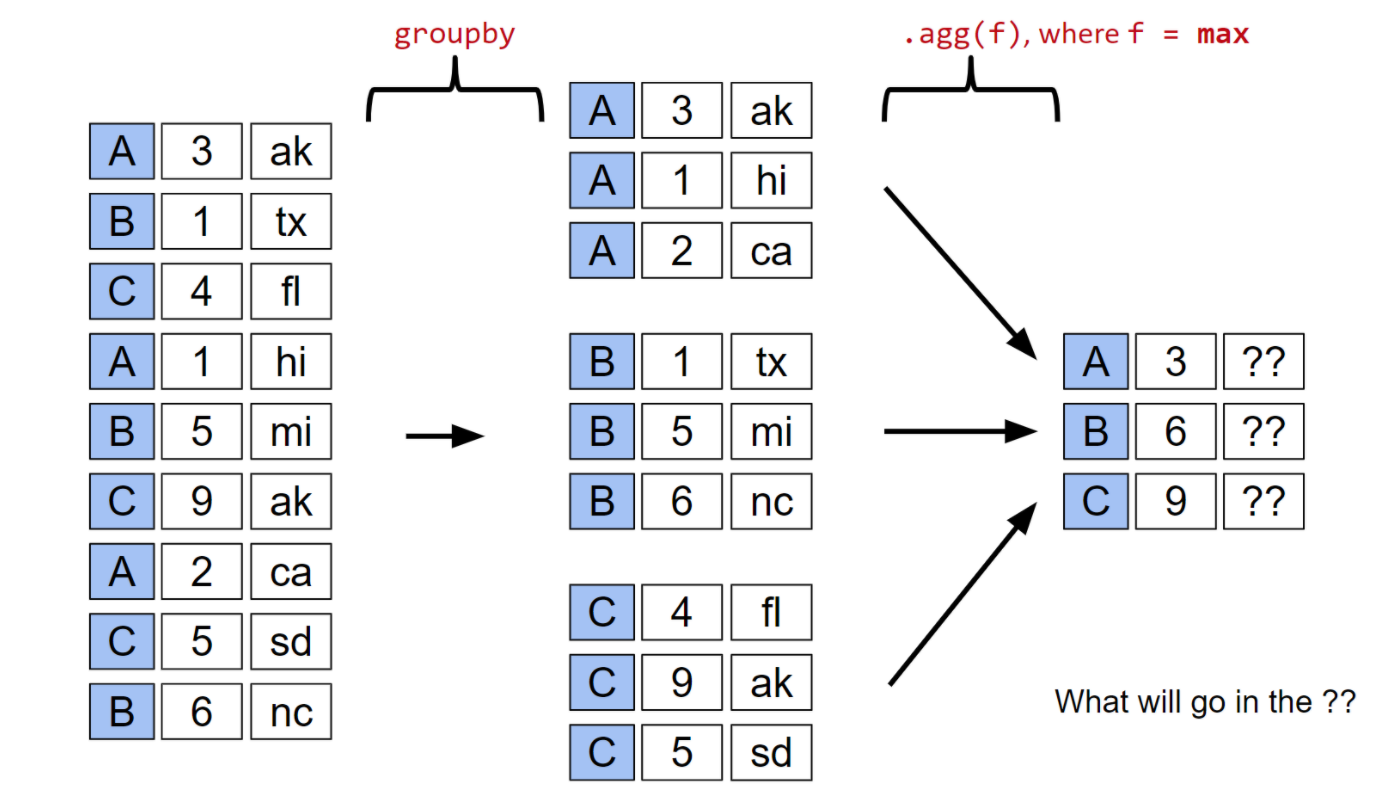 groupby
.agg(f), where f = max
A 3 ak
B 1 tx
C 4 fl
A 1 hi
B 5 mi
C 9 ak
A 2 ca
C 5 sd
B 6 nc
A 3 ak
A 1 hi
A 2 ca
B 1 tx
B 5 mi
B 6 nc
C 4 fl
C 9 ak
C 5 sd
A 3 ??
B 6 ??
C 9 ??
What will go in the ??